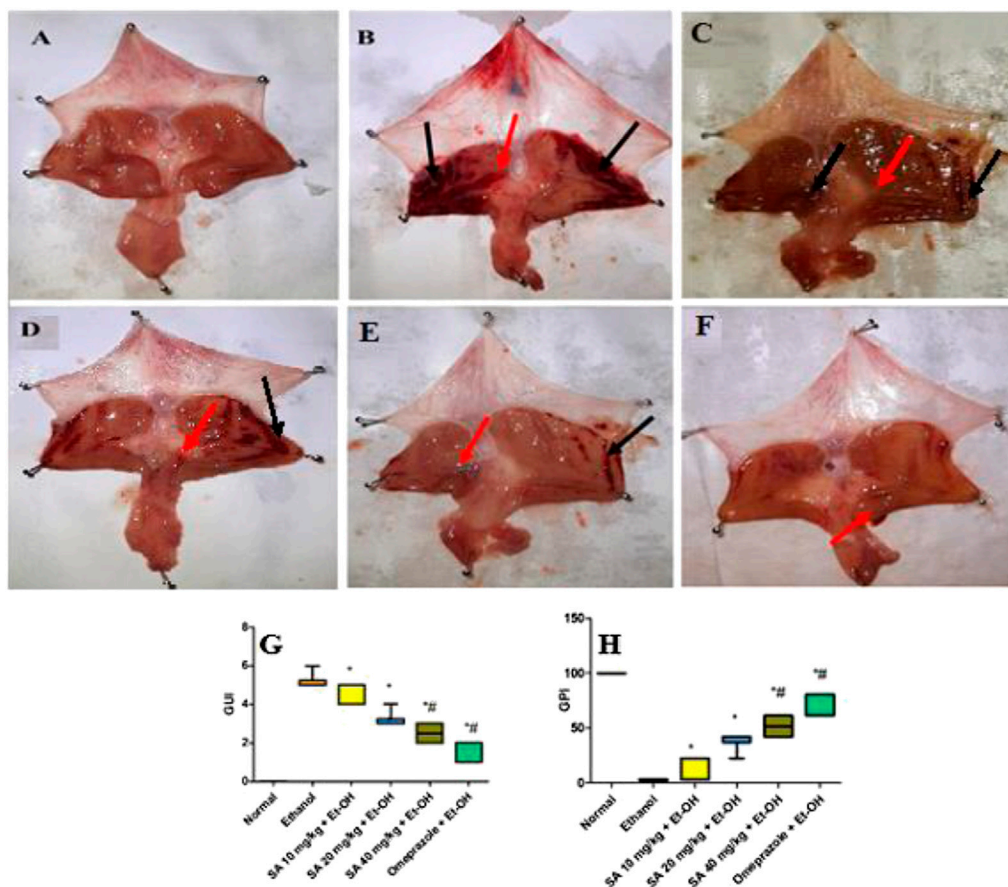 A
B
C
D
E
F
G
8
6
4
2
0
GUI
*
*
*#
*#
Normal
Ethanol
SA 10 mg/kg + Et-OH
SA 20 mg/kg + Et-OH
SA 40 mg/kg + Et-OH
Omeprazole + Et-OH
H
150
100
50
0
GPI
*
*
*#
*#
Normal
Ethanol
SA 10 mg/kg + Et-OH
SA 20 mg/kg + Et-OH
SA 40 mg/kg + Et-OH
Omeprazole + Et-OH